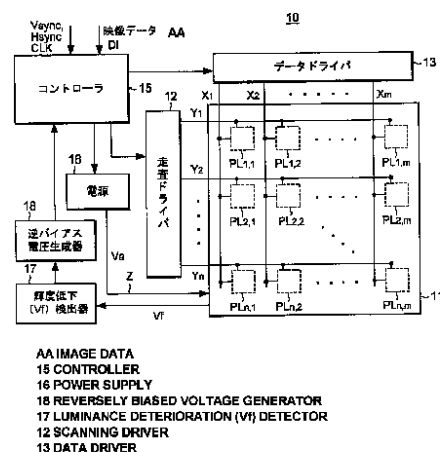 10
Vsync,
Hsync
CLK
映像データ
DI
AA
コントローラ
15
データドライバ
13
X1
X2
Xm
12
走査ドライバ
Y1
Y2
Yn
PL1,1
PL1,2
PL1,m
PL2,1
PL2,2
PL2,m
PLn,1
PLn,2
PLn,m
11
電源
18
逆バイアス
電圧生成器
17
輝度低下
(Vf) 検出器
Va
Z
Vf
AA IMAGE DATA
15 CONTROLLER
16 POWER SUPPLY
18 REVERSELY BIASED VOLTAGE GENERATOR
17 LUMINANCE DETERIORATION (Vf) DETECTOR
12 SCANNING DRIVER
13 DATA DRIVER